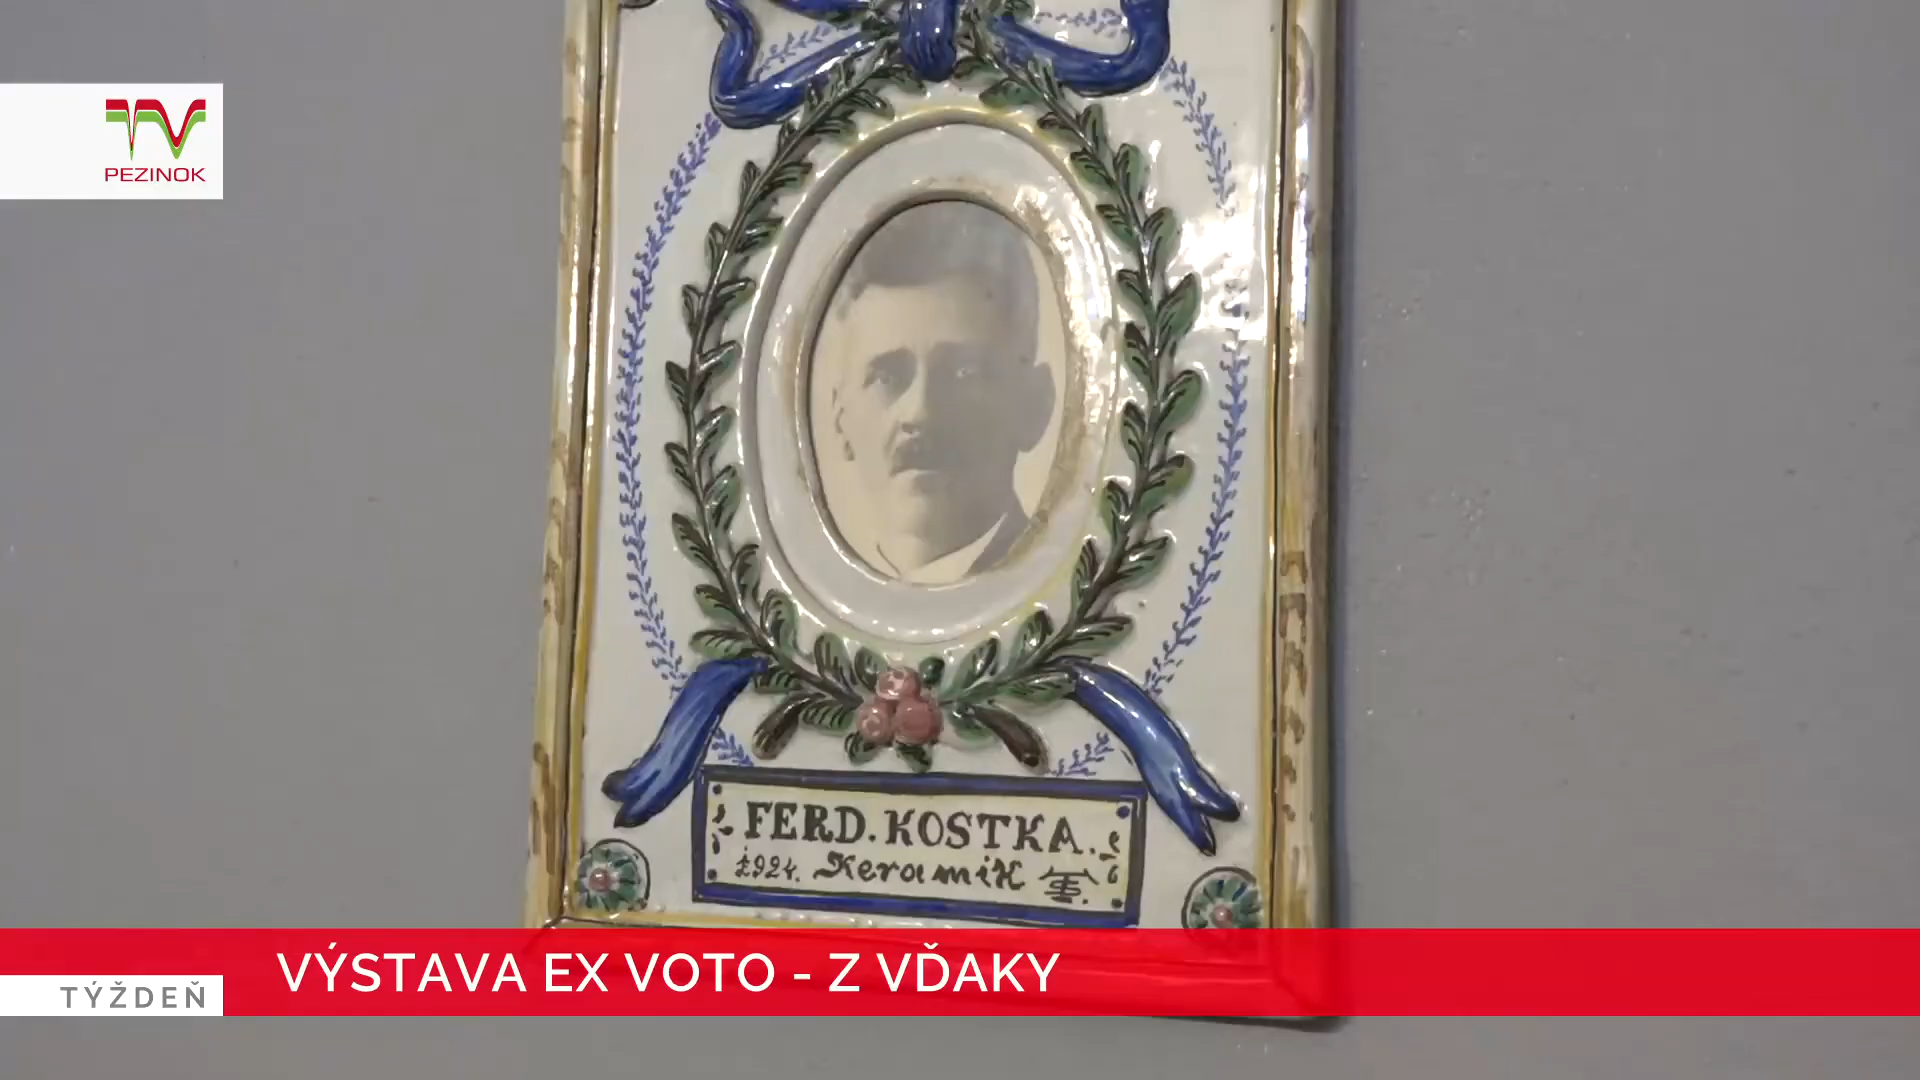 TV
PEZINOK
FERD. KOSTKA.
1924. Keramik
VÝSTAVA EX VOTO - Z VĎAKY
TÝŽDEŇ